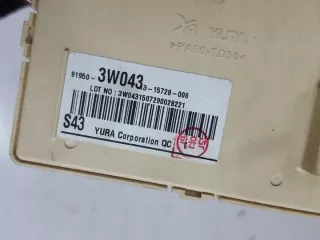 YURA
>PA66-TD30<
91950-3W043 3-15728-006
LOT NO : 3W0431507290028221
S43 YURA Corporation QC